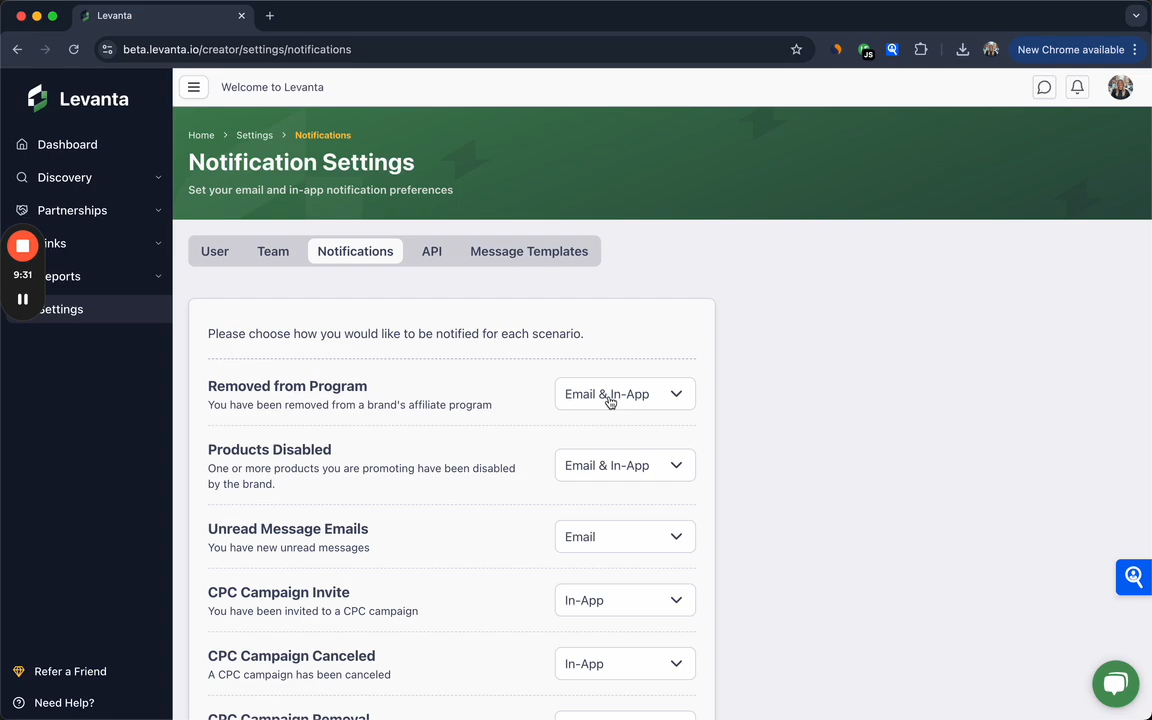 Levanta
beta.levanta.io/creator/settings/notifications
JS
New Chrome available
Levanta
Welcome to Levanta
Dashboard
Discovery
Partnerships
inks
eports
ettings
9:31
Refer a Friend
Need Help?
Home > Settings > Notifications
Notification Settings
Set your email and in-app notification preferences
User Team Notifications API Message Templates
Please choose how you would like to be notified for each scenario.
Removed from Program
You have been removed from a brand's affiliate program
Email & In-App
Products Disabled
One or more products you are promoting have been disabled
by the brand.
Email & In-App
Unread Message Emails
You have new unread messages
Email
CPC Campaign Invite
You have been invited to a CPC campaign
In-App
CPC Campaign Canceled
A CPC campaign has been canceled
In-App
CPC Campaign Removal